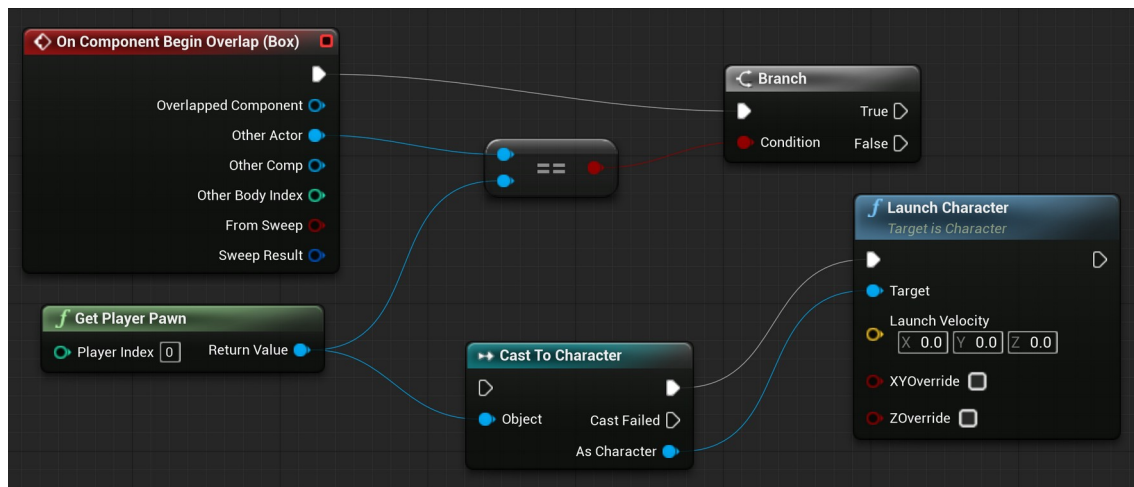 On Component Begin Overlap (Box)
Overlapped Component
Other Actor
Other Comp
Other Body Index
From Sweep
Sweep Result
Get Player Pawn
Player Index 0
Return Value
==
Branch
True
Condition
False
Cast To Character
Object
Cast Failed
As Character
f Launch Character
Target is Character
Target
Launch Velocity
X 0.0 Y 0.0 Z 0.0
XYOverride
ZOverride